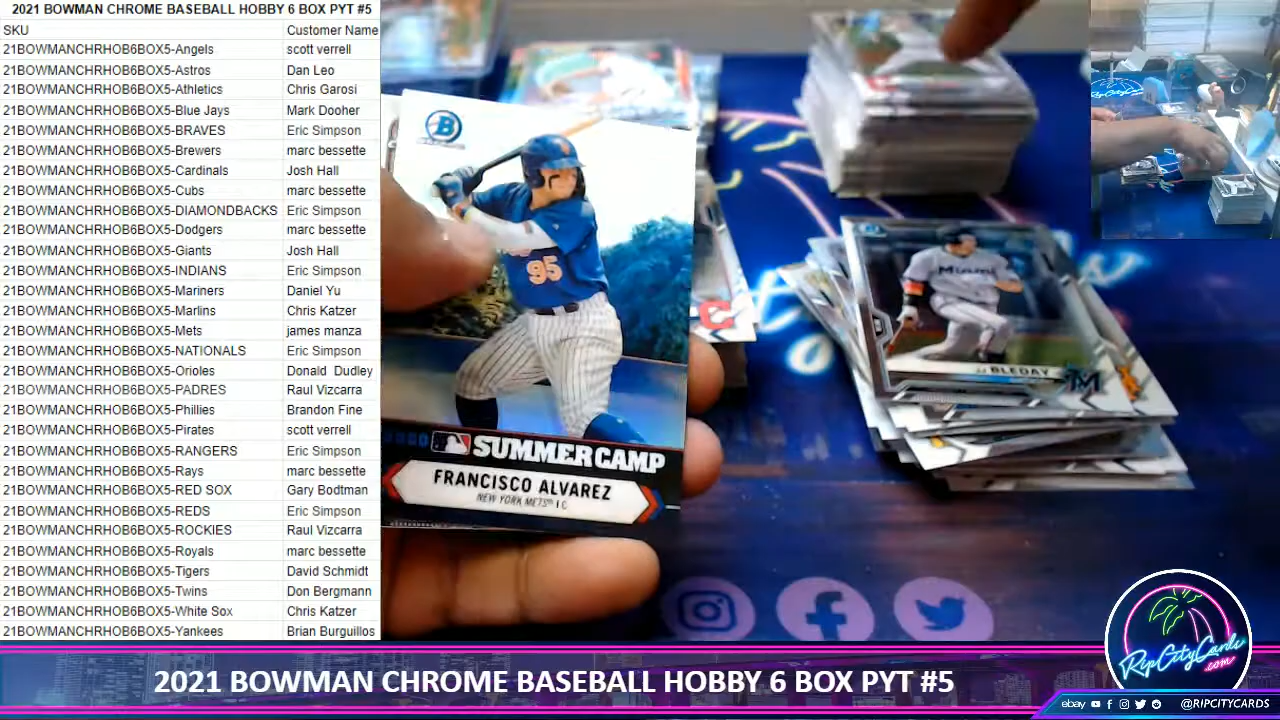 2021 BOWMAN CHROME BASEBALL HOBBY 6 BOX PYT #5
SKU Customer Name
21BOWMANCHRHOB6BOX5-Angels scott verrell
21BOWMANCHRHOB6BOX5-Astros Dan Leo
21BOWMANCHRHOB6BOX5-Athletics Chris Garosi
21BOWMANCHRHOB6BOX5-Blue Jays Mark Dooher
21BOWMANCHRHOB6BOX5-BRAVES Eric Simpson
21BOWMANCHRHOB6BOX5-Brewers marc bessette
21BOWMANCHRHOB6BOX5-Cardinals Josh Hall
21BOWMANCHRHOB6BOX5-Cubs marc bessette
21BOWMANCHRHOB6BOX5-DIAMONDBACKS Eric Simpson
21BOWMANCHRHOB6BOX5-Dodgers marc bessette
21BOWMANCHRHOB6BOX5-Giants Josh Hall
21BOWMANCHRHOB6BOX5-INDIANS Eric Simpson
21BOWMANCHRHOB6BOX5-Mariners Daniel Yu
21BOWMANCHRHOB6BOX5-Marlins Chris Katzer
21BOWMANCHRHOB6BOX5-Mets james manza
21BOWMANCHRHOB6BOX5-NATIONALS Eric Simpson
21BOWMANCHRHOB6BOX5-Orioles Donald Dudley
21BOWMANCHRHOB6BOX5-PADRES Raul Vizcarra
21BOWMANCHRHOB6BOX5-Phillies Brandon Fine
21BOWMANCHRHOB6BOX5-Pirates scott verrell
21BOWMANCHRHOB6BOX5-RANGERS Eric Simpson
21BOWMANCHRHOB6BOX5-Rays marc bessette
21BOWMANCHRHOB6BOX5-RED SOX Gary Bodtman
21BOWMANCHRHOB6BOX5-REDS Eric Simpson
21BOWMANCHRHOB6BOX5-ROCKIES Raul Vizcarra
21BOWMANCHRHOB6BOX5-Royals marc bessette
21BOWMANCHRHOB6BOX5-Tigers David Schmidt
21BOWMANCHRHOB6BOX5-Twins Don Bergmann
21BOWMANCHRHOB6BOX5-White Sox Chris Katzer
21BOWMANCHRHOB6BOX5-Yankees Brian Burguillos
B
95
SUMMER CAMP
FRANCISCO ALVAREZ
NEW YORK METS | C
Miami
BLEDAY
M
C
RipCityCards
.com
2021 BOWMAN CHROME BASEBALL HOBBY 6 BOX PYT #5
ebay @RIPCITYCARDS